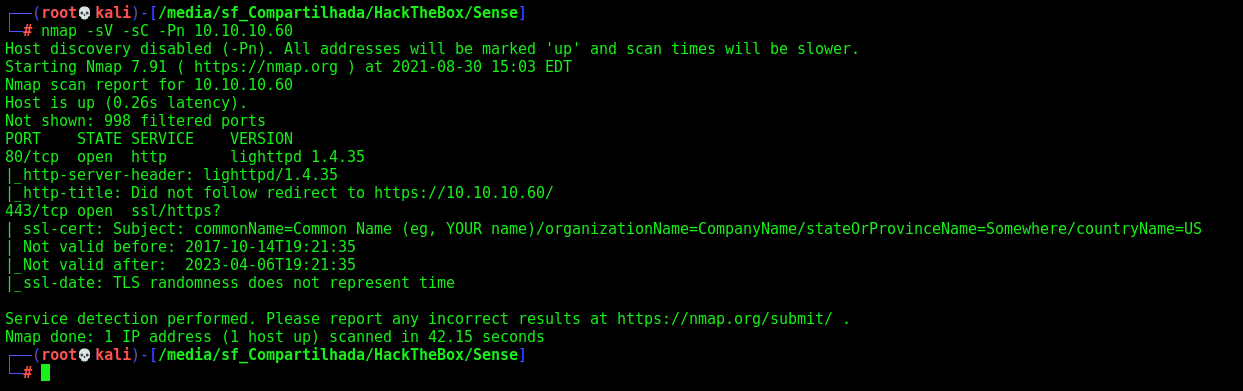 ┌──(root💀kali)-[/media/sf_Compartilhada/HackTheBox/Sense]
└─# nmap -sV -sC -Pn 10.10.10.60
Host discovery disabled (-Pn). All addresses will be marked 'up' and scan times will be slower.
Starting Nmap 7.91 ( https://nmap.org ) at 2021-08-30 15:03 EDT
Nmap scan report for 10.10.10.60
Host is up (0.26s latency).
Not shown: 998 filtered ports
PORT    STATE SERVICE    VERSION
80/tcp  open  http       lighttpd 1.4.35
|_http-server-header: lighttpd/1.4.35
|_http-title: Did not follow redirect to https://10.10.10.60/
443/tcp open  ssl/https?
| ssl-cert: Subject: commonName=Common Name (eg, YOUR name)/organizationName=CompanyName/stateOrProvinceName=Somewhere/countryName=US
| Not valid before: 2017-10-14T19:21:35
|_Not valid after:  2023-04-06T19:21:35
|_ssl-date: TLS randomness does not represent time

Service detection performed. Please report any incorrect results at https://nmap.org/submit/ .
Nmap done: 1 IP address (1 host up) scanned in 42.15 seconds
┌──(root💀kali)-[/media/sf_Compartilhada/HackTheBox/Sense]
└─#